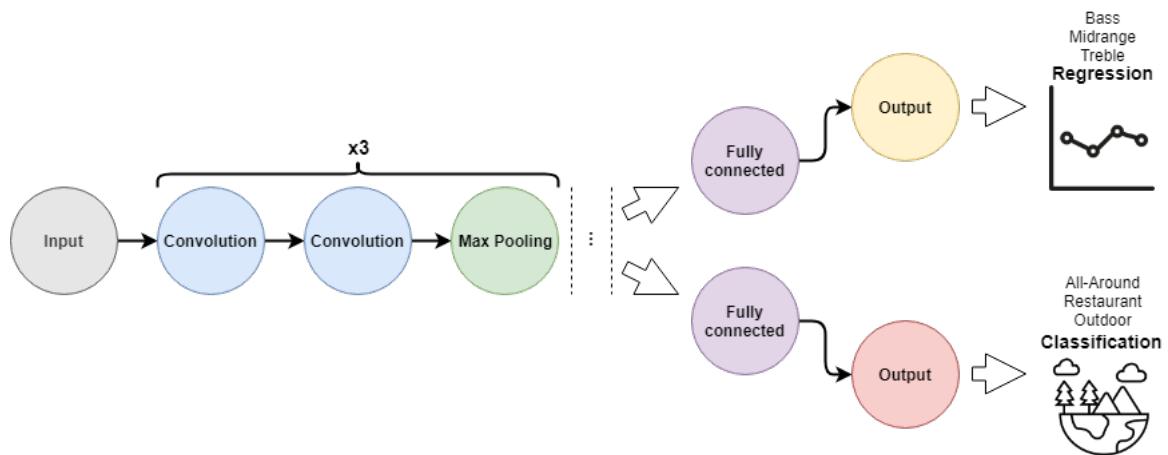 x3
Input
Convolution
Convolution
Max Pooling
...
Fully
connected
Output
Bass
Midrange
Treble
Regression
Fully
connected
Output
All-Around
Restaurant
Outdoor
Classification